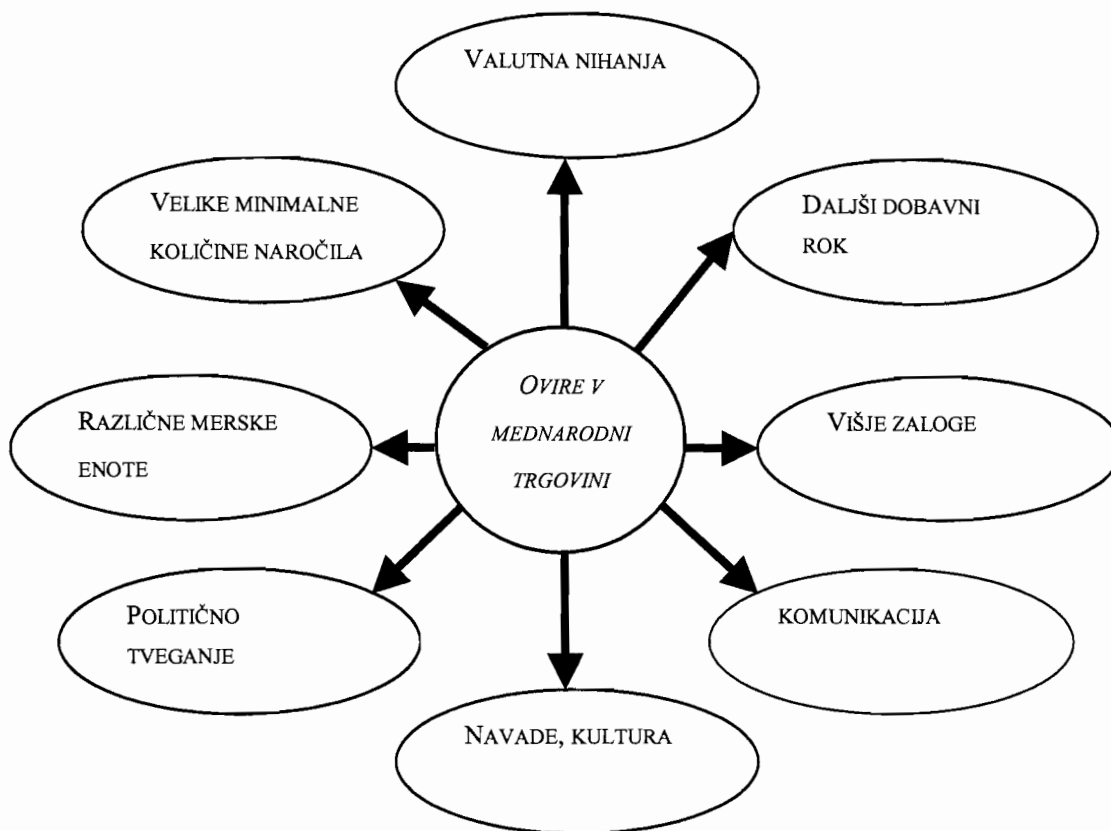 VALUTNA NIHANJA
VELIKE MINIMALNE
KOLIČINE NAROČILA
DALJŠI DOBAVNI
ROK
OVIRE V
MEDNARODNI
TRGOVINI
RAZLIČNE MERSKE
ENOTE
VIŠJE ZALOGE
POLITIČNO
TVEGANJE
KOMUNIKACIJA
NAVADE, KULTURA